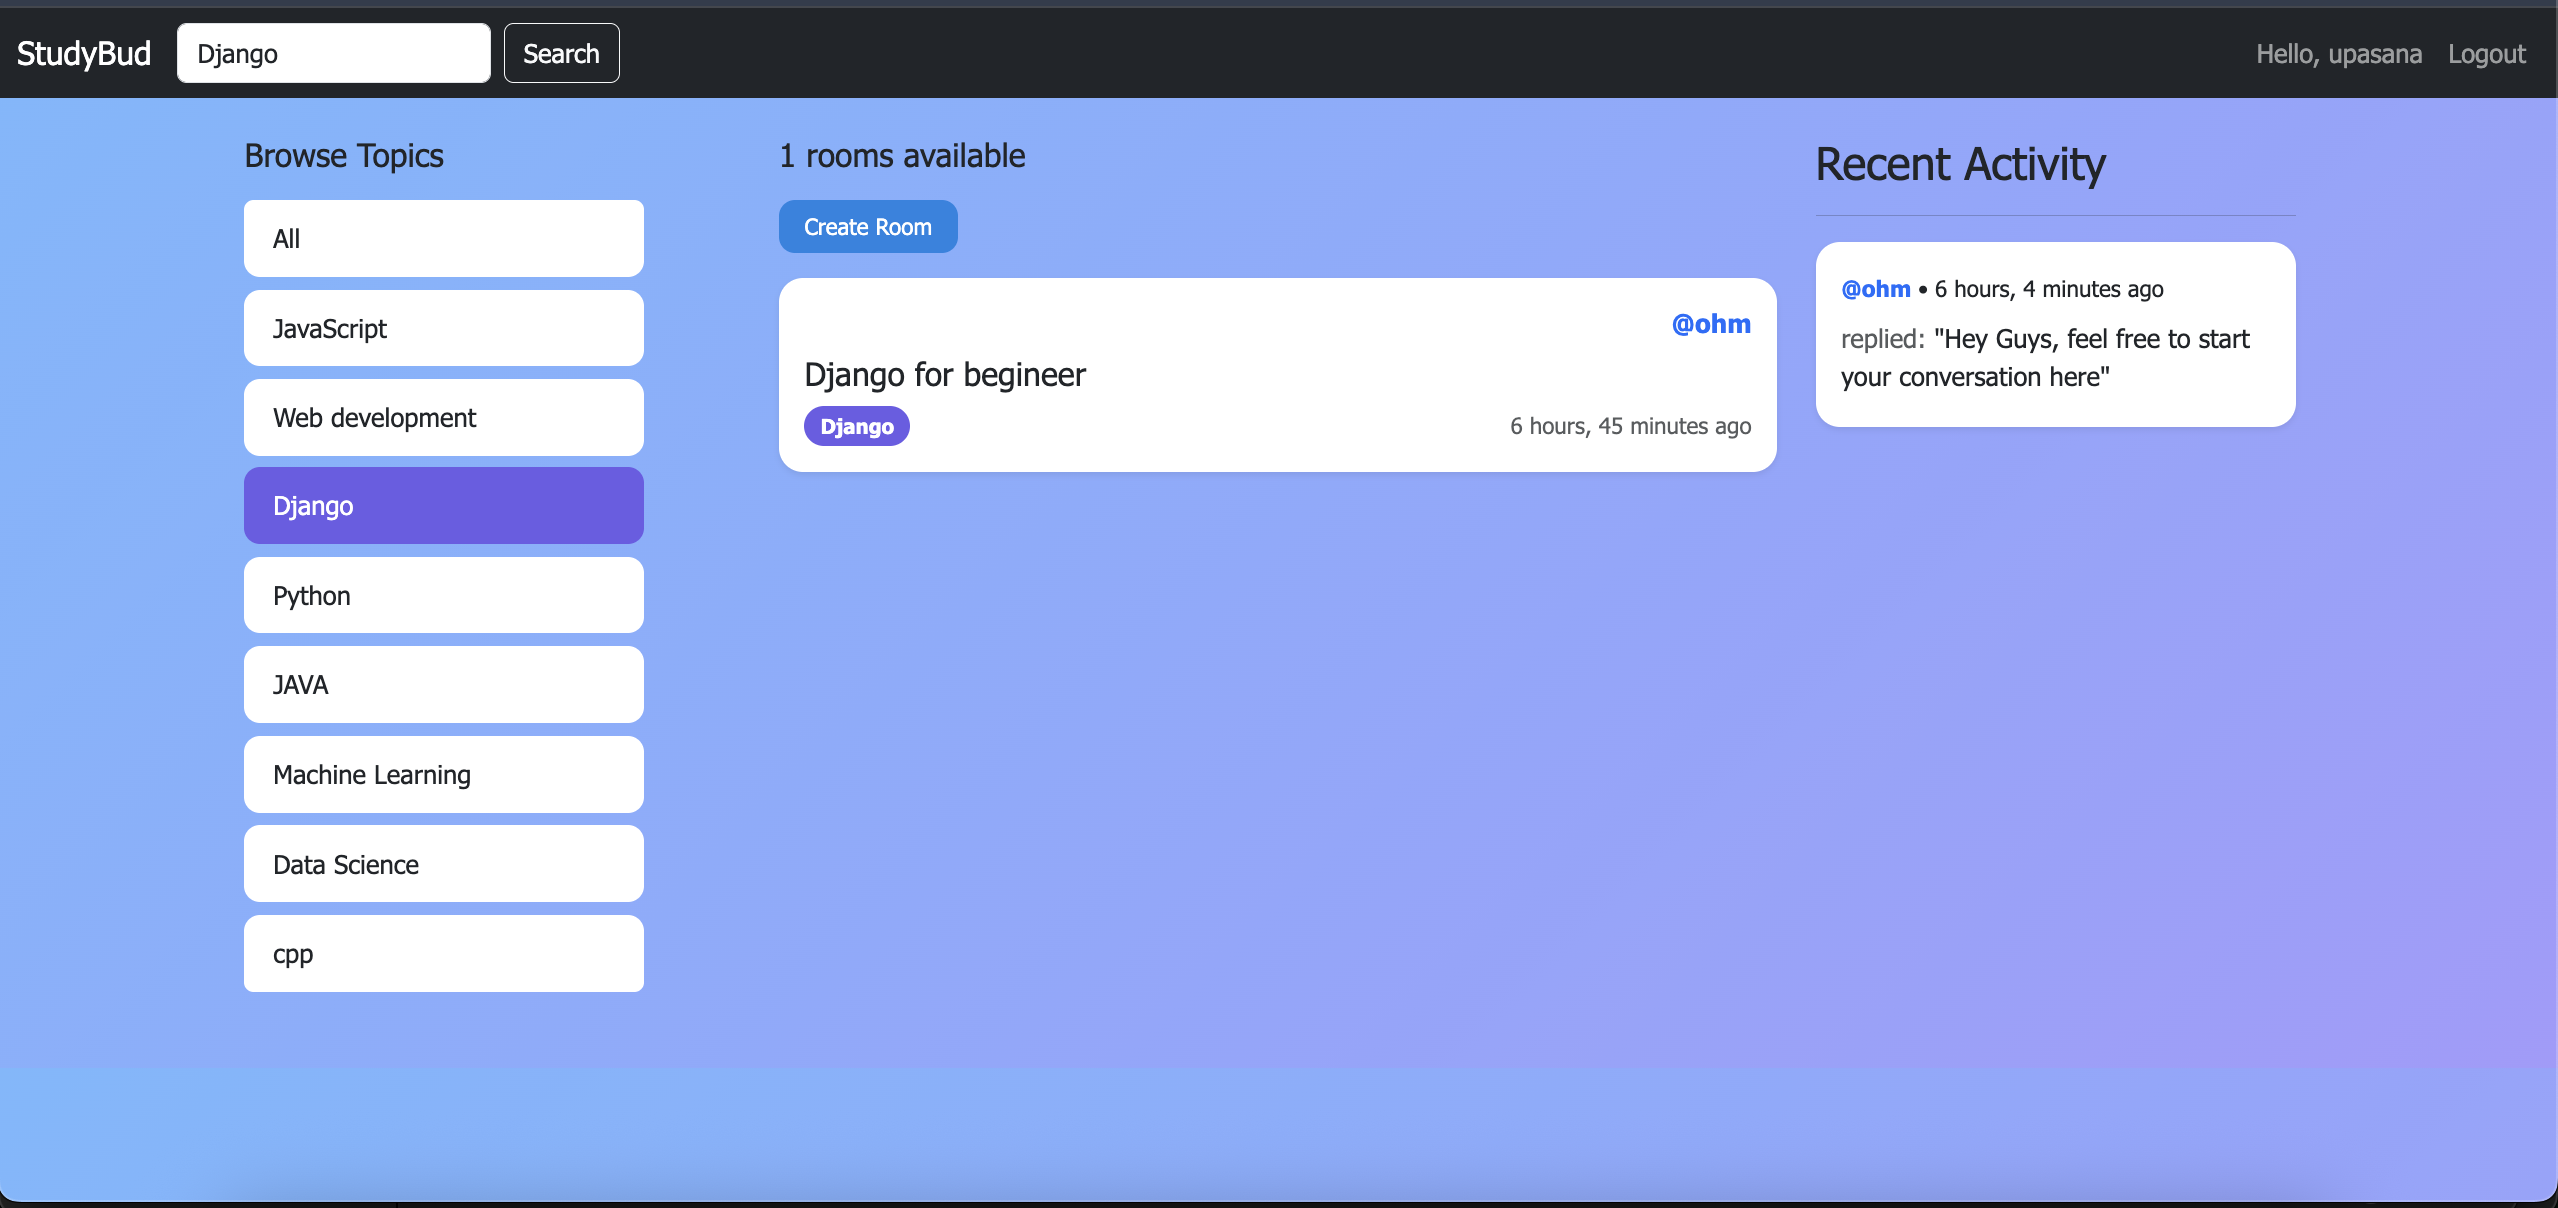 StudyBud Django Search Hello, upasana Logout
Browse Topics
All
JavaScript
Web development
Django
Python
JAVA
Machine Learning
Data Science
cpp
1 rooms available
Create Room
@ohm
Django for begineer
Django 6 hours, 45 minutes ago
Recent Activity
@ohm • 6 hours, 4 minutes ago
replied: "Hey Guys, feel free to start
your conversation here"